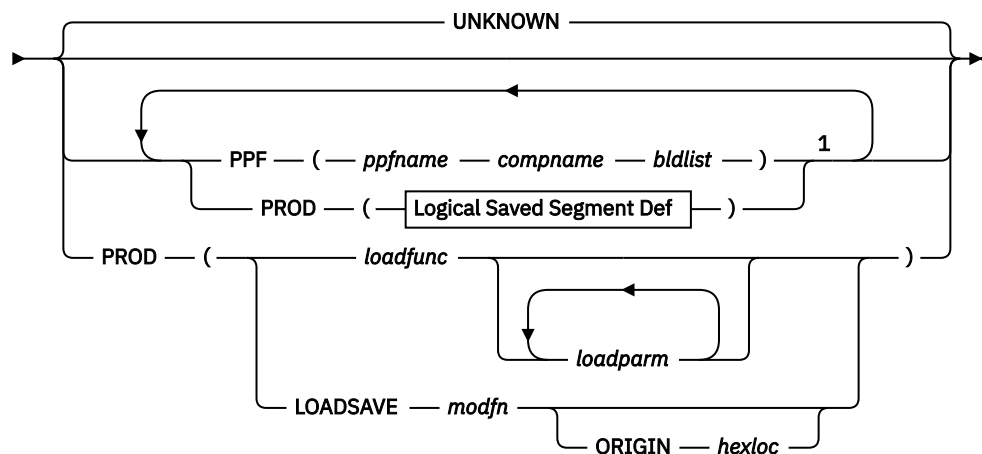 UNKNOWN
1
PPF ( ppfname compname bldlist )
PROD ( Logical Saved Segment Def )
PROD ( loadfunc )
loadparm
LOADSAVE modfn
ORIGIN hexloc